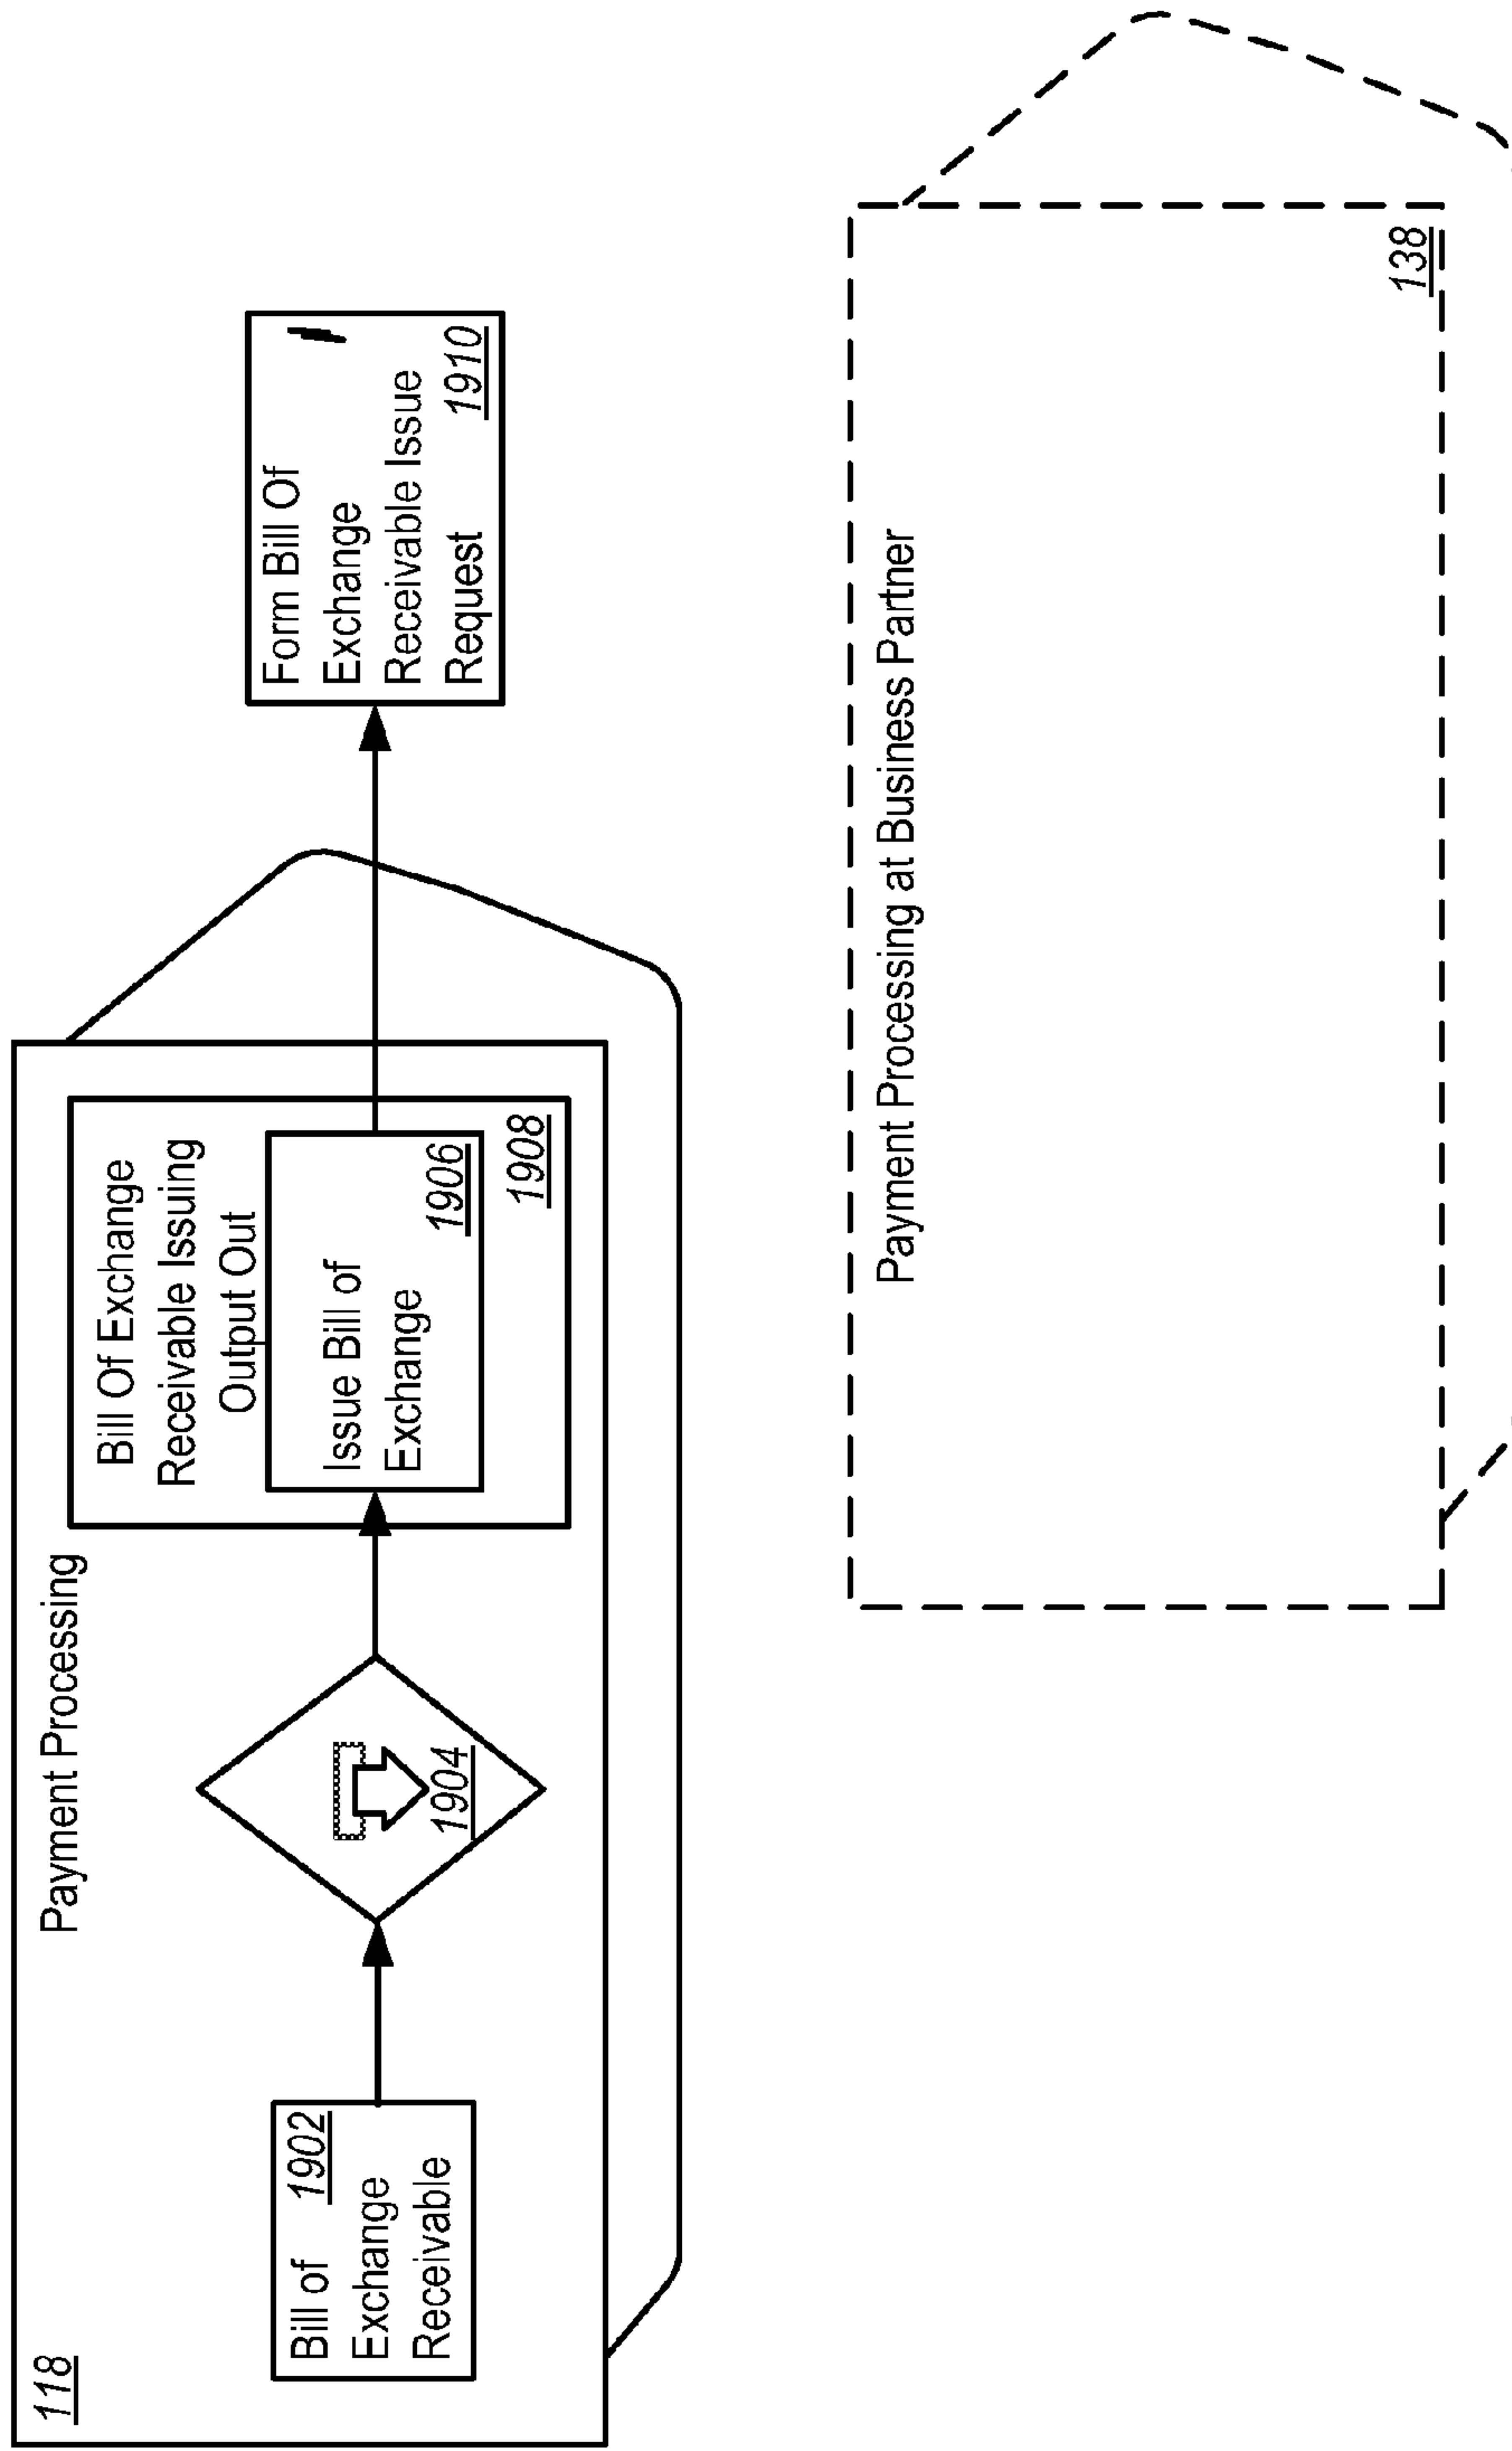 118
Payment Processing
Bill of
1902
Exchange
Receivable
1904
Bill Of Exchange
Receivable Issuing
Output Out
Issue Bill of
Exchange
1906
1908
Form Bill Of
Exchange
Receivable Issue
Request
1910
Payment Processing at Business Partner
138